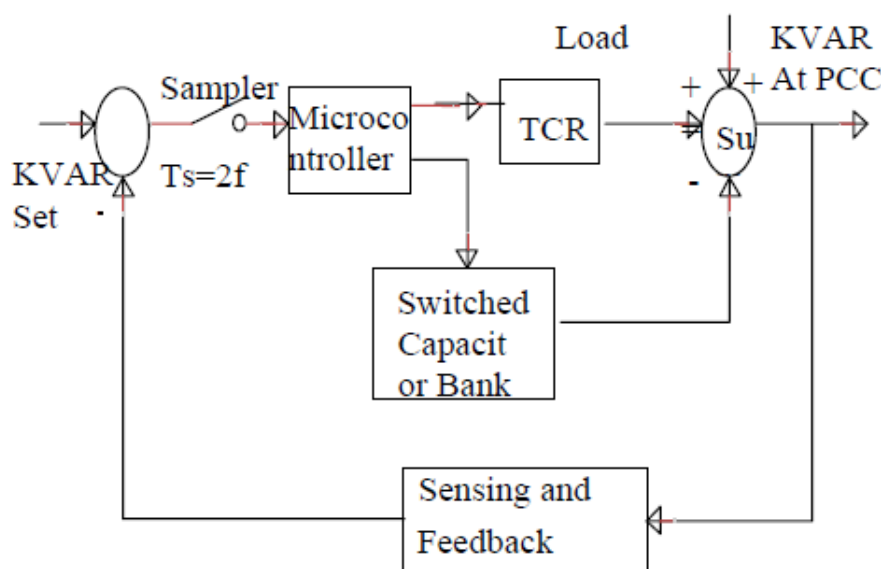 Load
KVAR
At PCC
Sampler
+
+
Microco
ntroller
TCR
+
Su
KVAR
Set
-
Ts=2f
-
Switched
Capacit
or Bank
Sensing and
Feedback